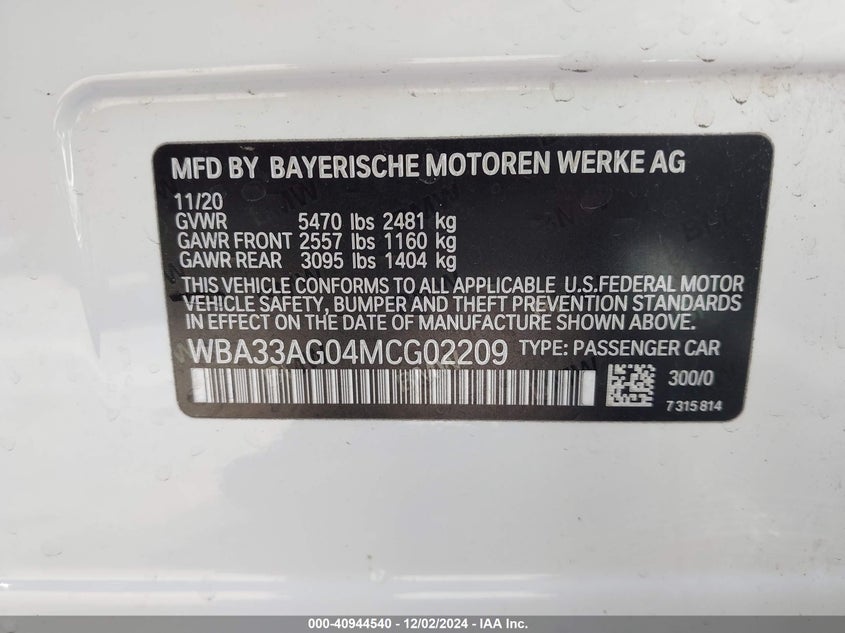 MFD BY BAYERISCHE MOTOREN WERKE AG
11/20
GVWR 5470 lbs 2481 kg
GAWR FRONT 2557 lbs 1160 kg
GAWR REAR 3095 lbs 1404 kg
THIS VEHICLE CONFORMS TO ALL APPLICABLE U.S.FEDERAL MOTOR
VEHICLE SAFETY, BUMPER AND THEFT PREVENTION STANDARDS
IN EFFECT ON THE DATE OF MANUFACTURE SHOWN ABOVE.
WBA33AG04MCG02209 TYPE: PASSENGER CAR
300/0
7315814
000-40944540 - 12/02/2024 - IAA Inc.